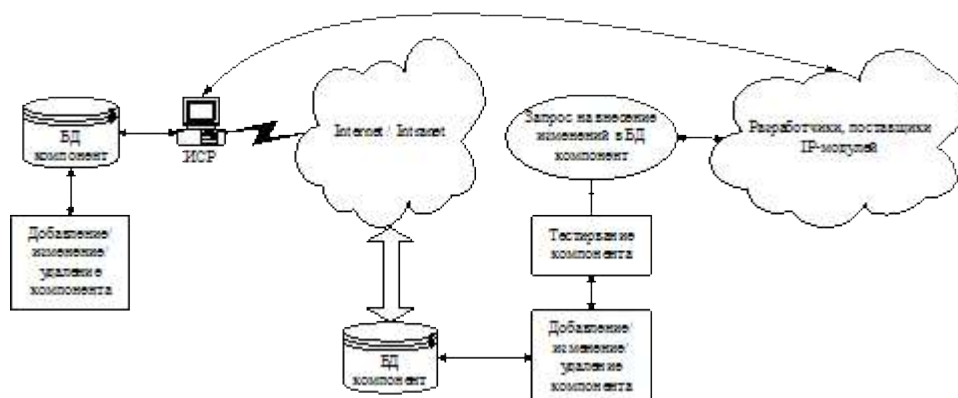 БД
компонент
ИСР
Internet / Intranet
Запрос на внесение
изменений в БД
компонент
Разработчики, поставщики
IP-модулей
Добавление/
изменение/
удаление
компонента
Тестирвание
компонента
БД
компонент
Добавление/
изменение/
удаление
компонента